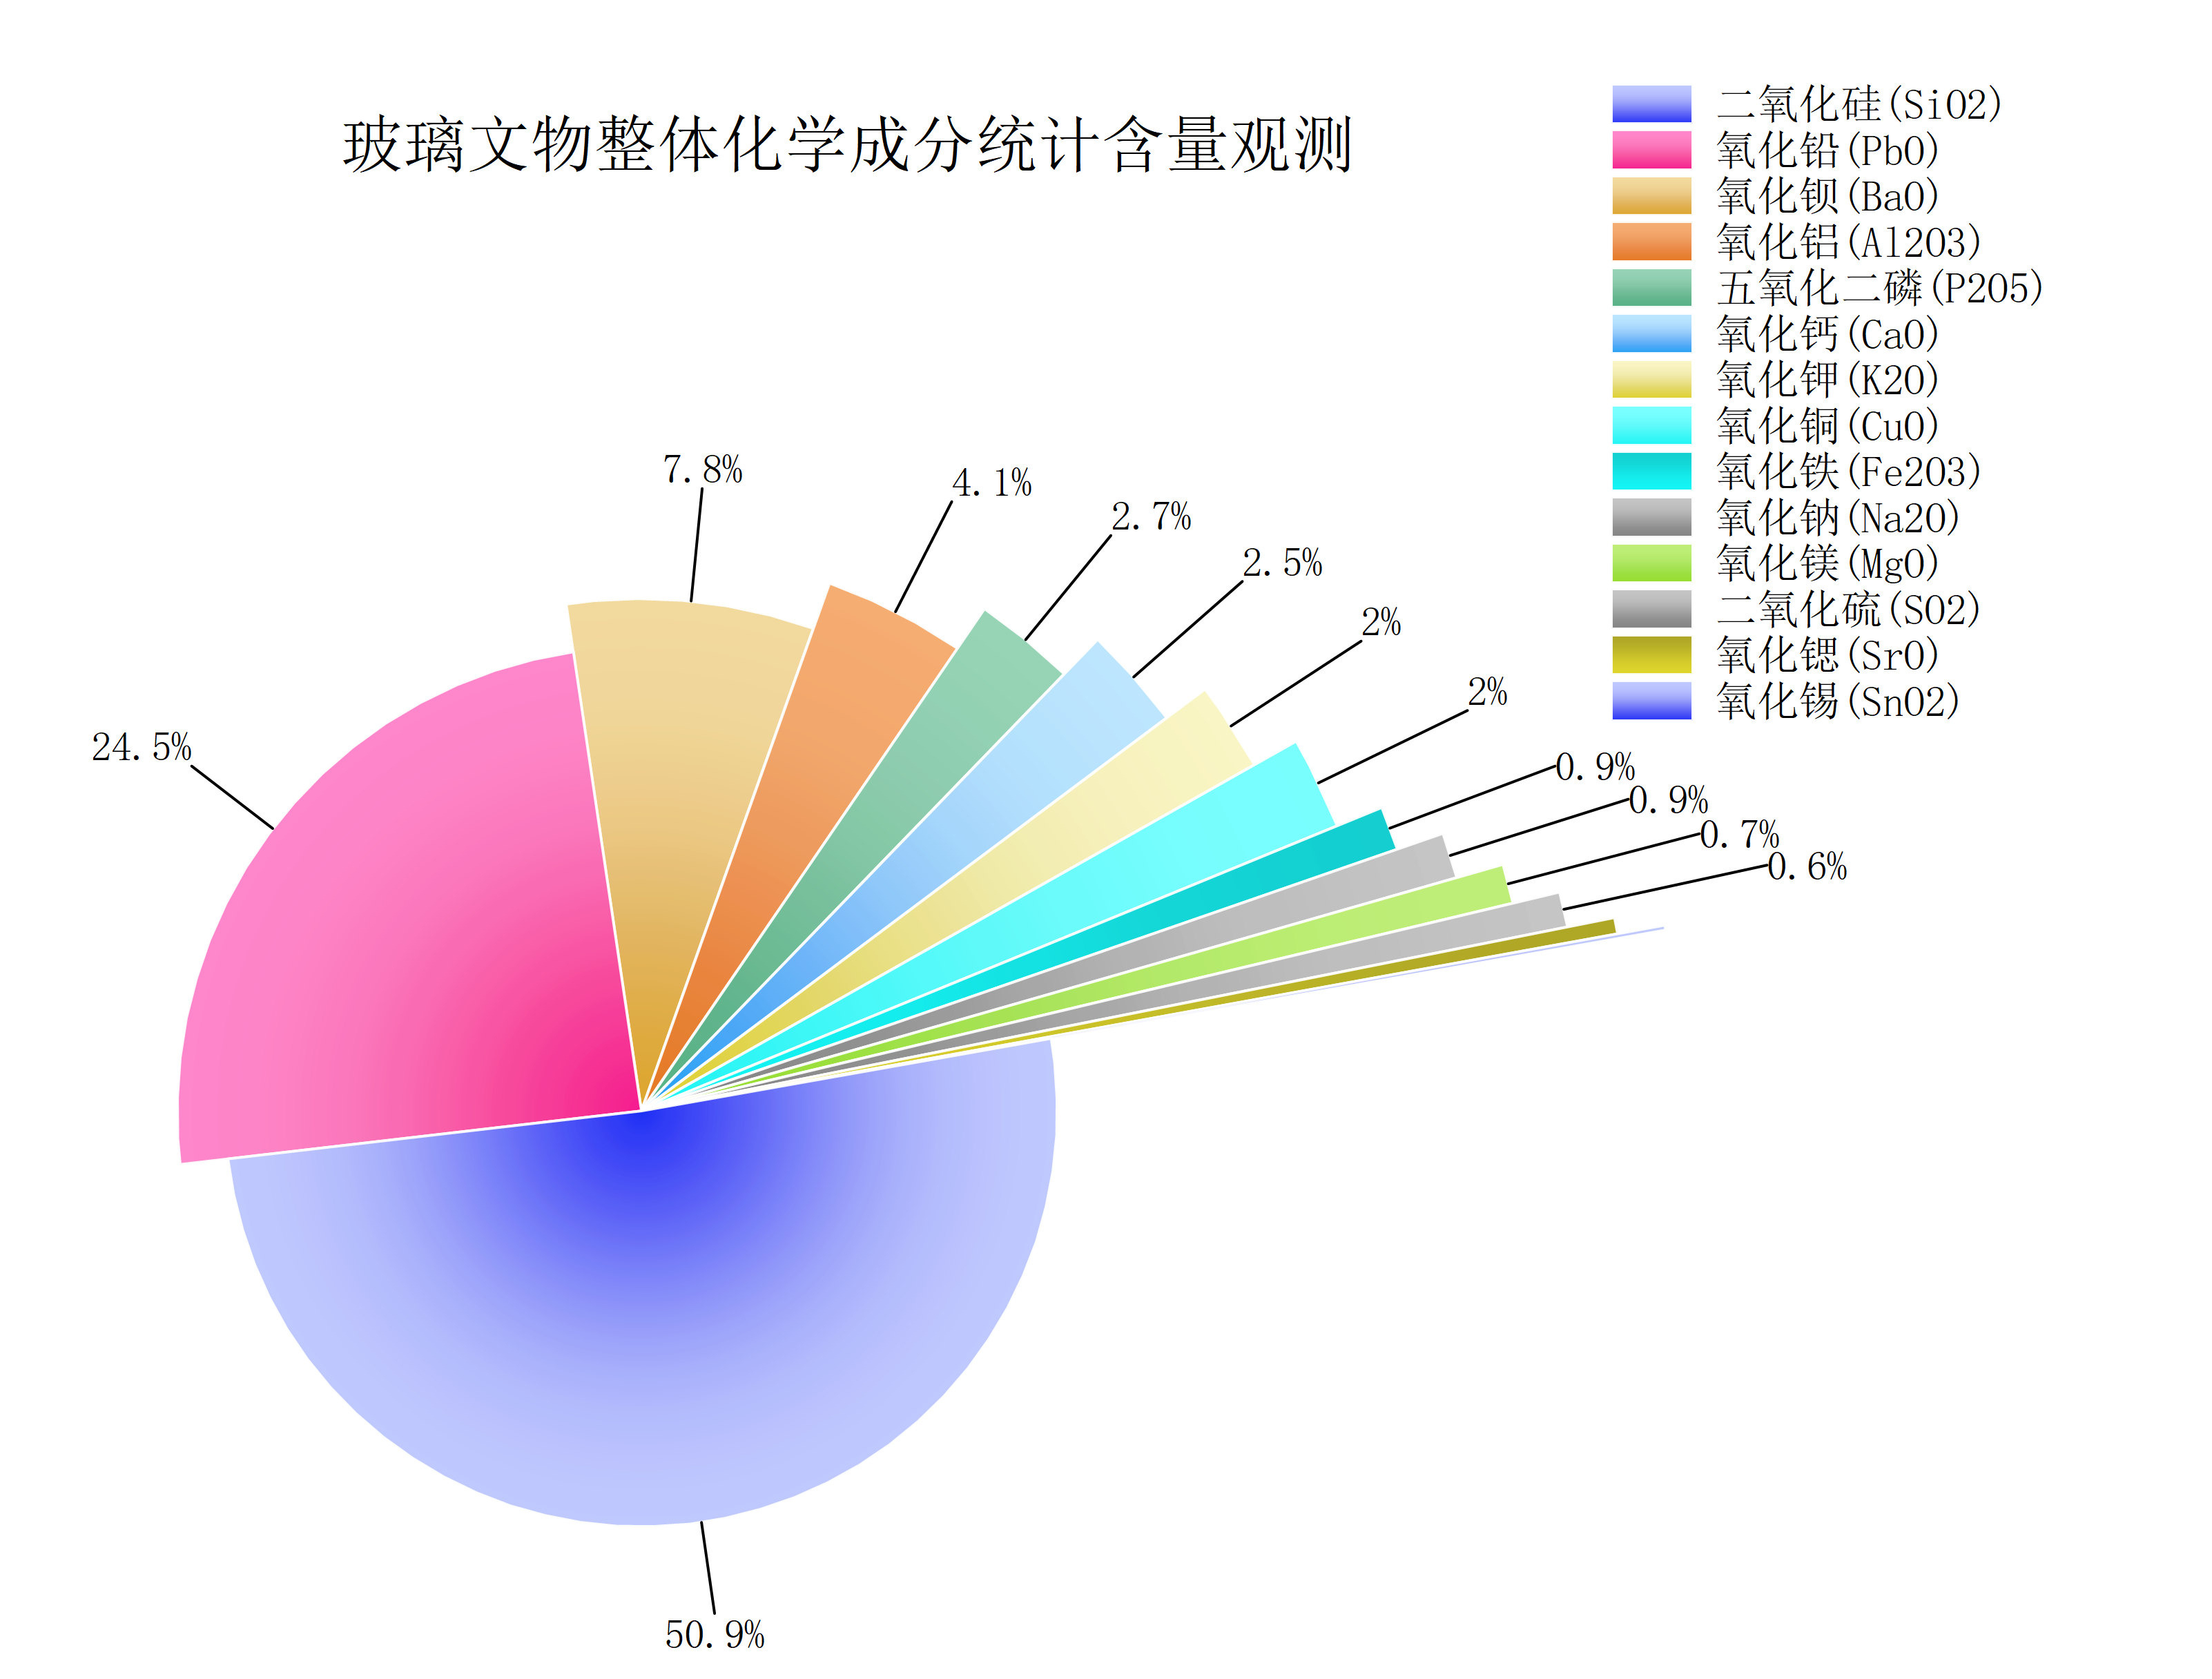 玻璃文物整体化学成分统计含量观测
二氧化硅(SiO2)
氧化铅(PbO)
氧化钡(BaO)
氧化铝(Al2O3)
五氧化二磷(P2O5)
氧化钙(CaO)
氧化钾(K2O)
氧化铜(CuO)
氧化铁(Fe2O3)
氧化钠(Na2O)
氧化镁(MgO)
二氧化硫(SO2)
氧化锶(SrO)
氧化锡(SnO2)
7.8%
4.1%
2.7%
2.5%
2%
2%
24.5%
0.9%
0.9%
0.7%
0.6%
50.9%